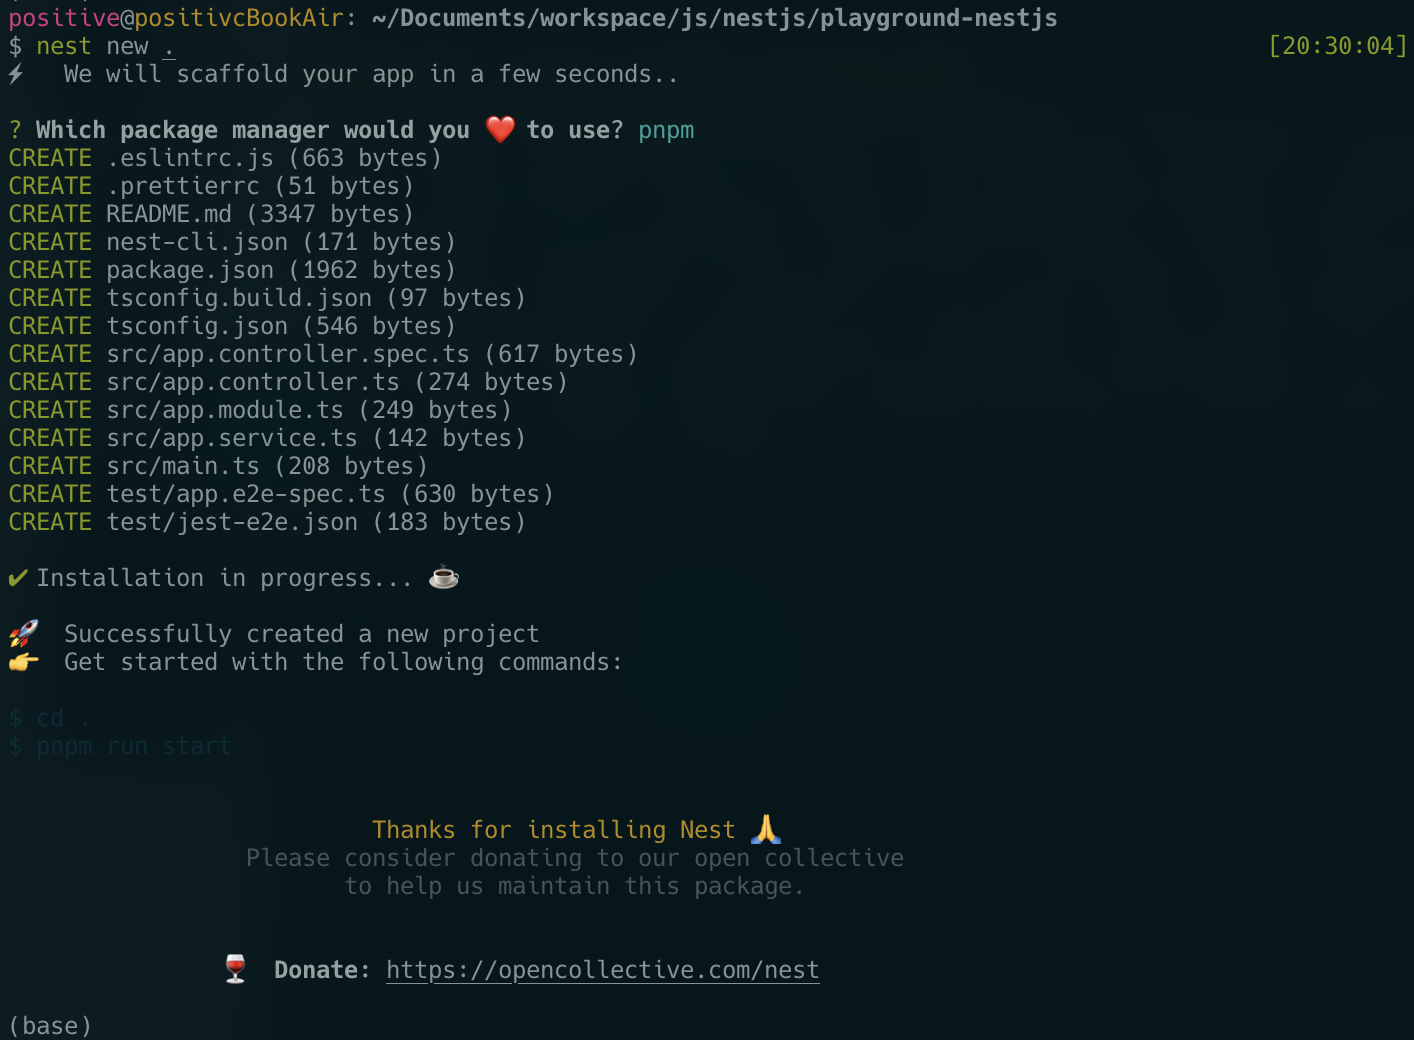 positive@positivcBookAir: ~/Documents/workspace/js/nestjs/playground-nestjs
$ nest new . [20:30:04]
⚡ We will scaffold your app in a few seconds..
? Which package manager would you ❤️ to use? pnpm
CREATE .eslintrc.js (663 bytes)
CREATE .prettierrc (51 bytes)
CREATE README.md (3347 bytes)
CREATE nest-cli.json (171 bytes)
CREATE package.json (1962 bytes)
CREATE tsconfig.build.json (97 bytes)
CREATE tsconfig.json (546 bytes)
CREATE src/app.controller.spec.ts (617 bytes)
CREATE src/app.controller.ts (274 bytes)
CREATE src/app.module.ts (249 bytes)
CREATE src/app.service.ts (142 bytes)
CREATE src/main.ts (208 bytes)
CREATE test/app.e2e-spec.ts (630 bytes)
CREATE test/jest-e2e.json (183 bytes)
✔ Installation in progress... ☕
🚀 Successfully created a new project
👉 Get started with the following commands:
$ cd .
$ pnpm run start
Thanks for installing Nest 🙏
Please consider donating to our open collective
to help us maintain this package.
🍷 Donate: https://opencollective.com/nest
(base)